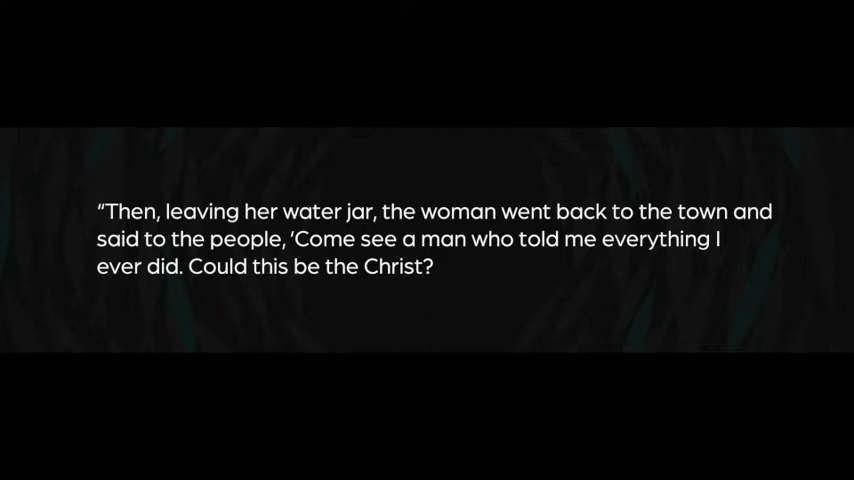 “Then, leaving her water jar, the woman went back to the town and
said to the people, ‘Come see a man who told me everything I
ever did. Could this be the Christ?